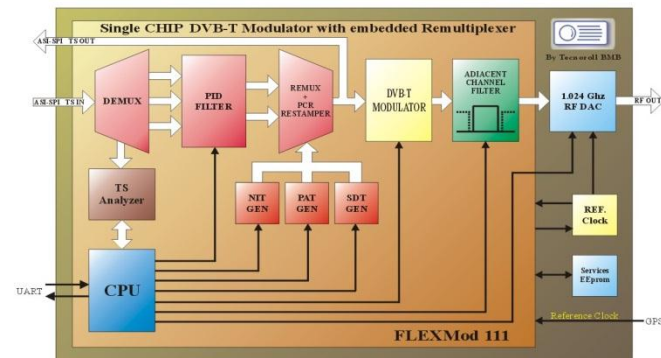 Single CHIP DVB-T Modulator with embedded Remultiplexer
ASI-SPI TS OUT
By Tecnoroll BMB
ASI-SPI TS IN
DEMUX
PID
FILTER
REMUX
+
PCR
RESTAMPER
DVB-T
MODULATOR
ADIACENT
CHANNEL
FILTER
1.024 Ghz
RF DAC
RF OUT
TS
Analyzer
NIT
GEN
PAT
GEN
SDT
GEN
REF.
Clock
CPU
UART
Services
EEprom
Reference Clock
GPS
FLEXMod 111